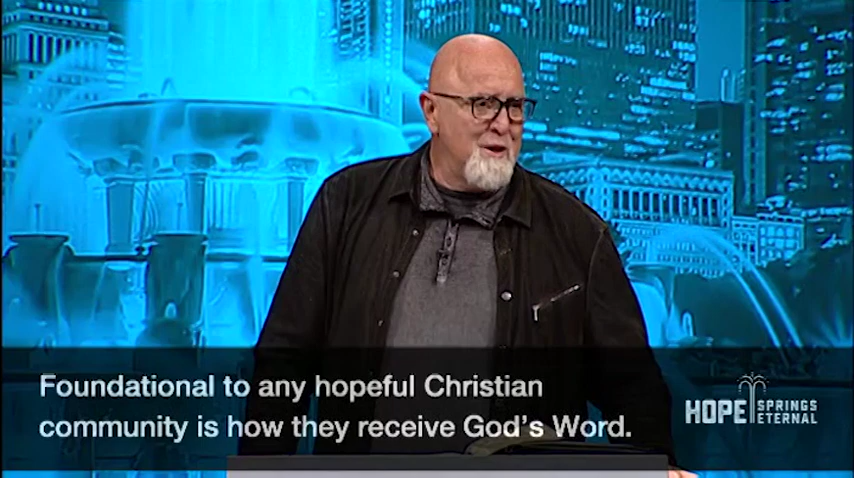 Foundational to any hopeful Christian
community is how they receive God's Word.
HOPE SPRINGS
ETERNAL